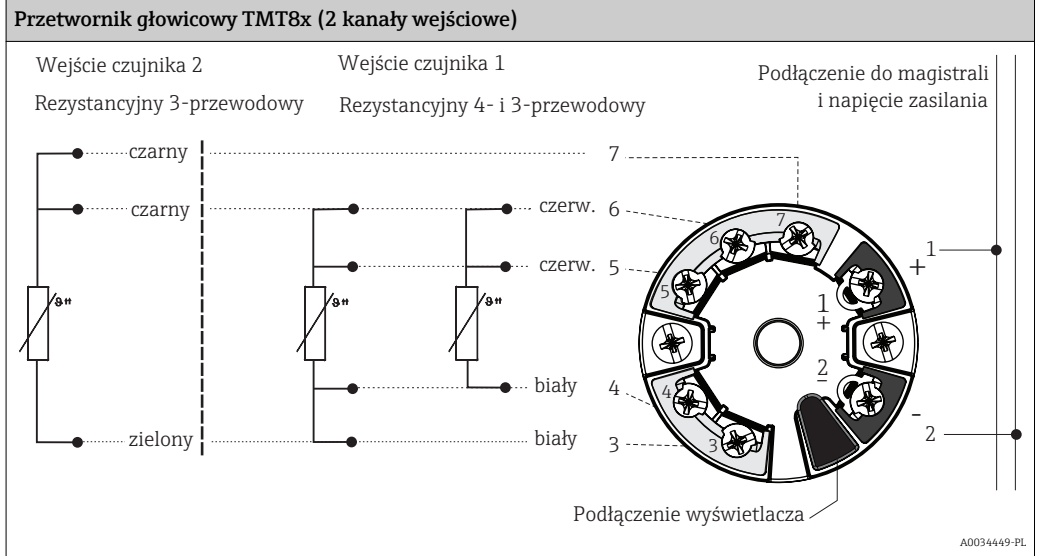 Przetwornik głowicowy TMT8x (2 kanały wejściowe)
Wejście czujnika 2
Rezystancyjny 3-przewodowy
Wejście czujnika 1
Rezystancyjny 4- i 3-przewodowy
Podłączenie do magistrali
i napięcie zasilania
czarny
7
czarny
czerw. 6
czerw. 5
biały 4
zielony
biały 3
7
6
5
4
3
1
+
2
-
1
+
-
2
ϑ"
ϑ"
ϑ"
Podłączenie wyświetlacza
A0034449-PL